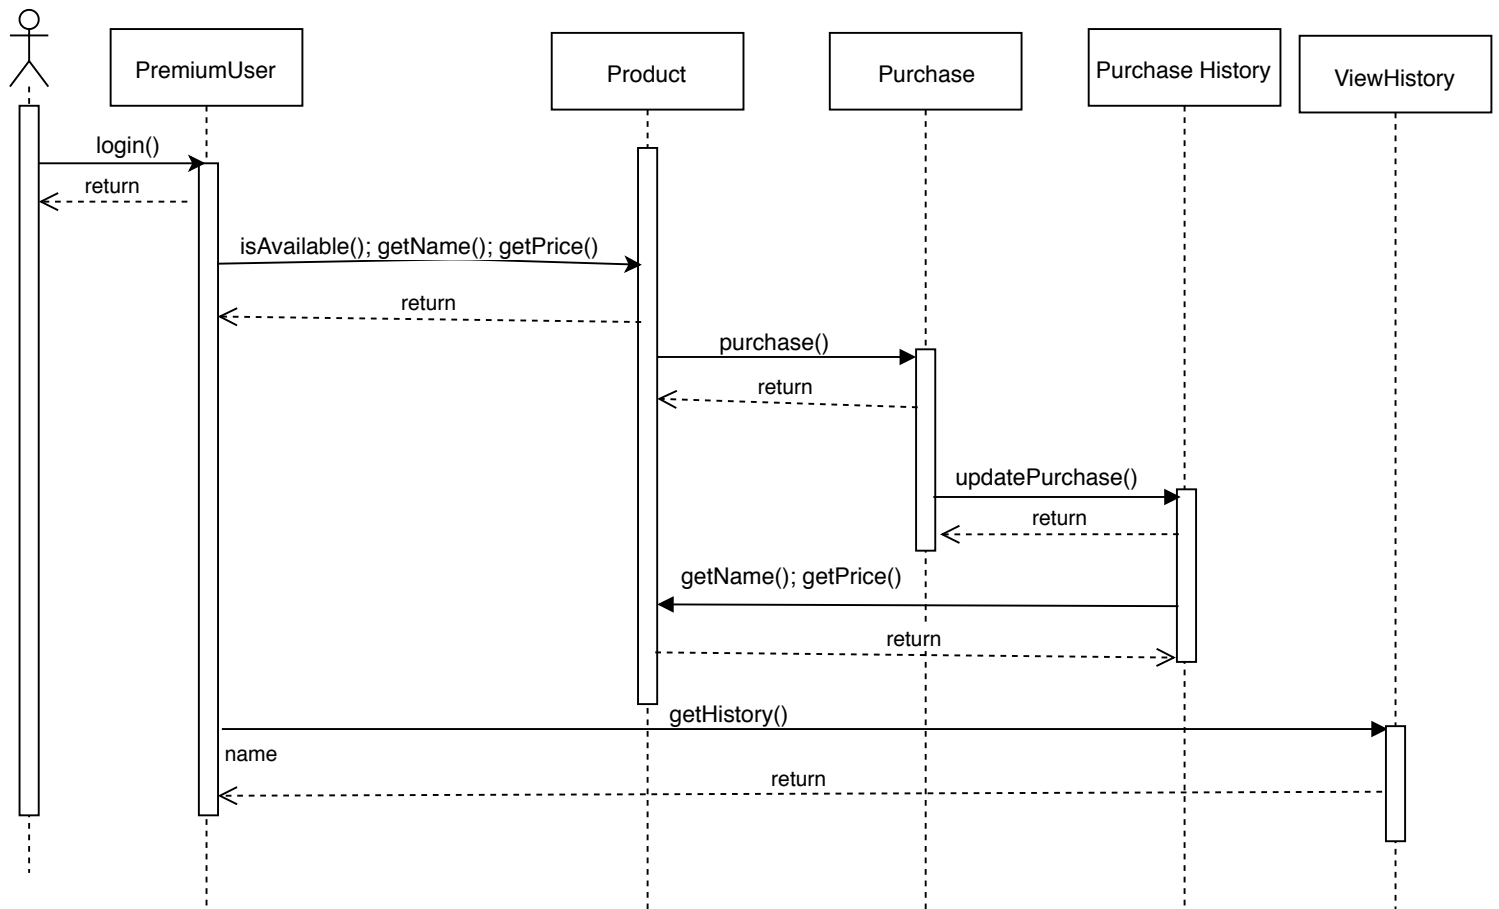 PremiumUser
Product
Purchase
Purchase History
ViewHistory
login()
return
isAvailable(); getName(); getPrice()
return
purchase()
return
updatePurchase()
return
getName(); getPrice()
return
getHistory()
name
return